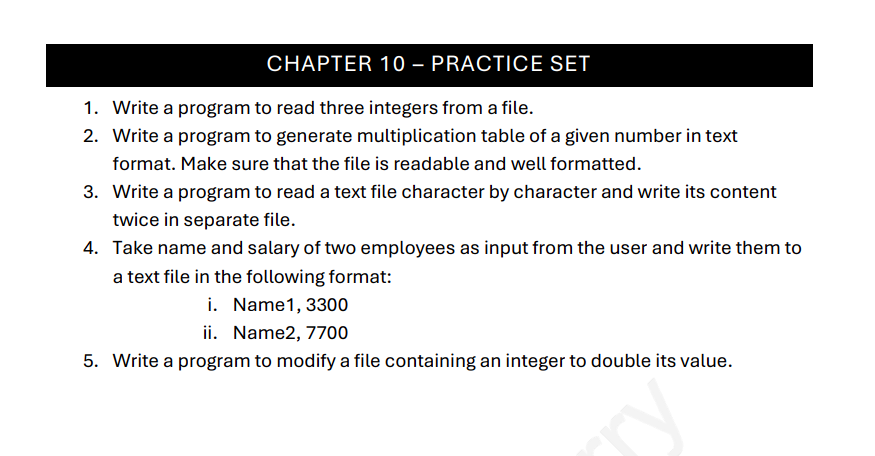 CHAPTER 10 – PRACTICE SET
1. Write a program to read three integers from a file.
2. Write a program to generate multiplication table of a given number in text
format. Make sure that the file is readable and well formatted.
3. Write a program to read a text file character by character and write its content
twice in separate file.
4. Take name and salary of two employees as input from the user and write them to
a text file in the following format:
i. Name1, 3300
ii. Name2, 7700
5. Write a program to modify a file containing an integer to double its value.